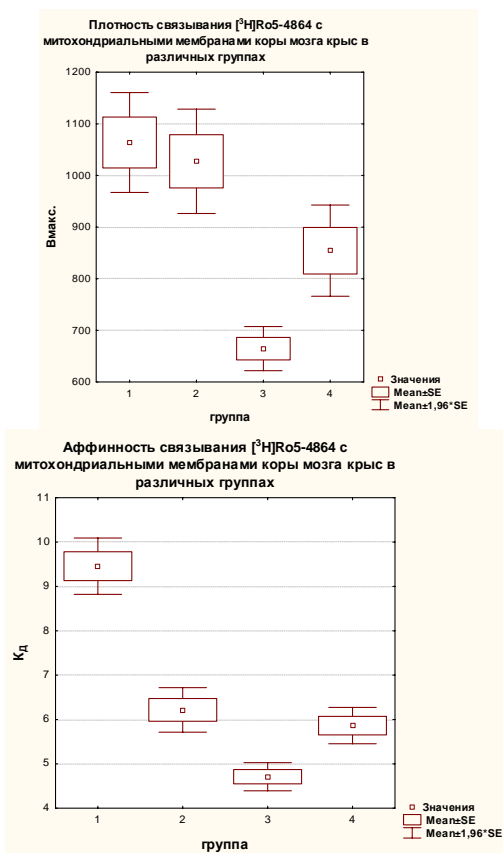 Плотность связывания [³H]Ro5-4864 с
митохондриальными мембранами коры мозга крыс в
различных группах
1200
1100
1000
900
800
700
600
Вмакс.
1 2 3 4
группа
Значения
Mean±SE
Mean±1,96*SE
Аффинность связывания [³H]Ro5-4864 с
митохондриальными мембранами коры мозга крыс в
различных группах
11
10
9
8
7
6
5
4
Кд
1 2 3 4
группа
Значения
Mean±SE
Mean±1,96*SE